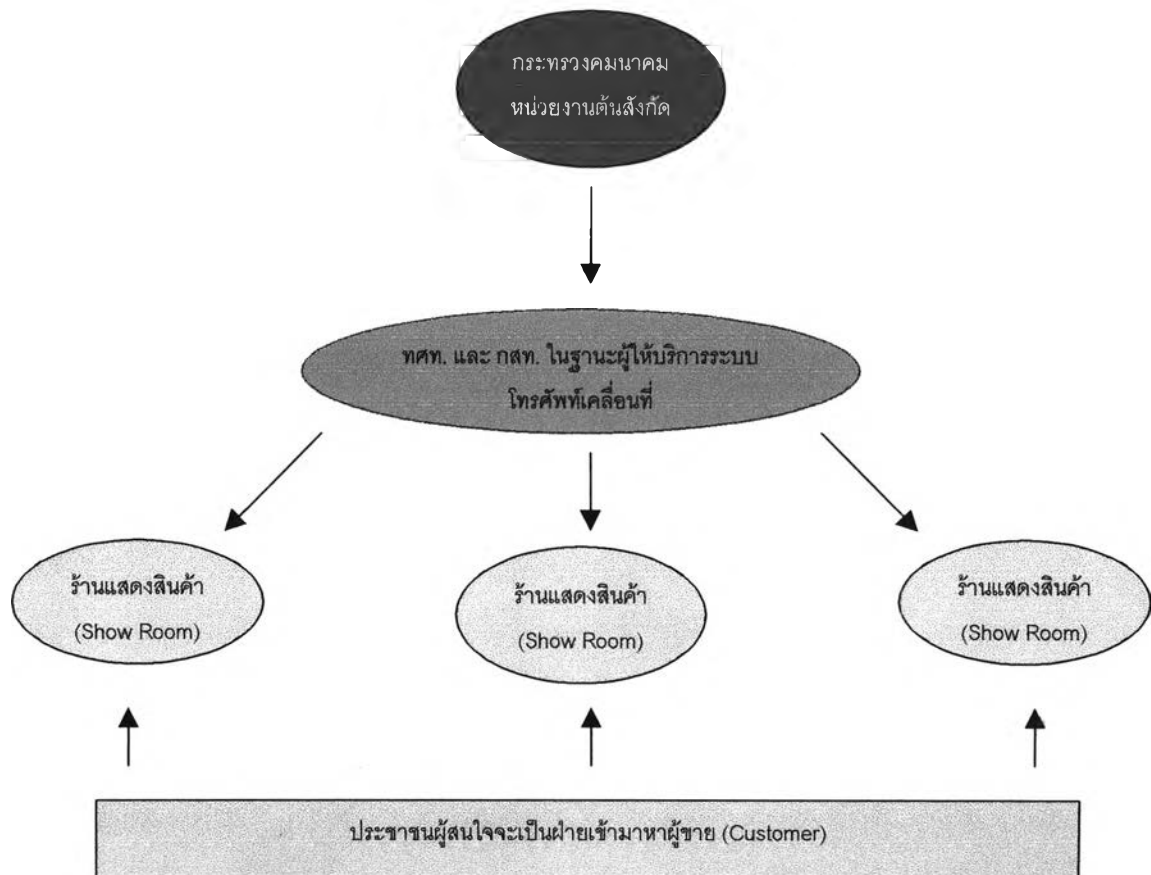 กระทรวงคมนาคม
หน่วยงานต้นสังกัด
ทศท. และ กสท. ในฐานะผู้ให้บริการระบบ
โทรศัพท์เคลื่อนที่
ร้านแสดงสินค้า
(Show Room)
ร้านแสดงสินค้า
(Show Room)
ร้านแสดงสินค้า
(Show Room)
ประชาชนผู้สนใจจะเป็นฝ่ายเข้ามาหาผู้ขาย (Customer)